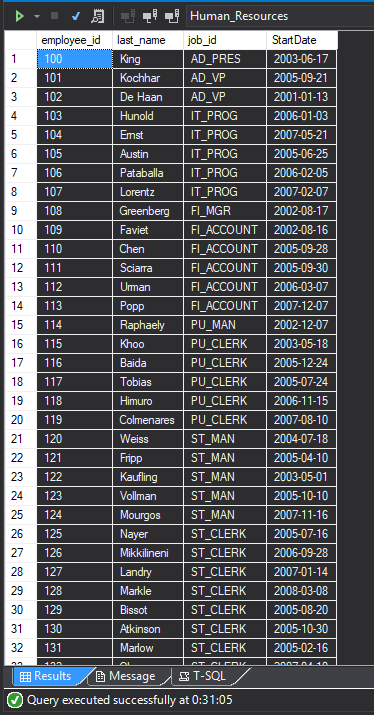 Human_Resources
employee_id last_name job_id StartDate
1 100 King AD_PRES 2003-06-17
2 101 Kochhar AD_VP 2005-09-21
3 102 De Haan AD_VP 2001-01-13
4 103 Hunold IT_PROG 2006-01-03
5 104 Ernst IT_PROG 2007-05-21
6 105 Austin IT_PROG 2005-06-25
7 106 Pataballa IT_PROG 2006-02-05
8 107 Lorentz IT_PROG 2007-02-07
9 108 Greenberg FI_MGR 2002-08-17
10 109 Faviet FI_ACCOUNT 2002-08-16
11 110 Chen FI_ACCOUNT 2005-09-28
12 111 Sciarra FI_ACCOUNT 2005-09-30
13 112 Urman FI_ACCOUNT 2006-03-07
14 113 Popp FI_ACCOUNT 2007-12-07
15 114 Raphaely PU_MAN 2002-12-07
16 115 Khoo PU_CLERK 2003-05-18
17 116 Baida PU_CLERK 2005-12-24
18 117 Tobias PU_CLERK 2005-07-24
19 118 Himuro PU_CLERK 2006-11-15
20 119 Colmenares PU_CLERK 2007-08-10
21 120 Weiss ST_MAN 2004-07-18
22 121 Fripp ST_MAN 2005-04-10
23 122 Kaufling ST_MAN 2003-05-01
24 123 Vollman ST_MAN 2005-10-10
25 124 Mourgos ST_MAN 2007-11-16
26 125 Nayer ST_CLERK 2005-07-16
27 126 Mikkilineni ST_CLERK 2006-09-28
28 127 Landry ST_CLERK 2007-01-14
29 128 Markle ST_CLERK 2008-03-08
30 129 Bissot ST_CLERK 2005-08-20
31 130 Atkinson ST_CLERK 2005-10-30
32 131 Marlow ST_CLERK 2005-02-16
Results Message T-SQL
Query executed successfully at 0:31:05